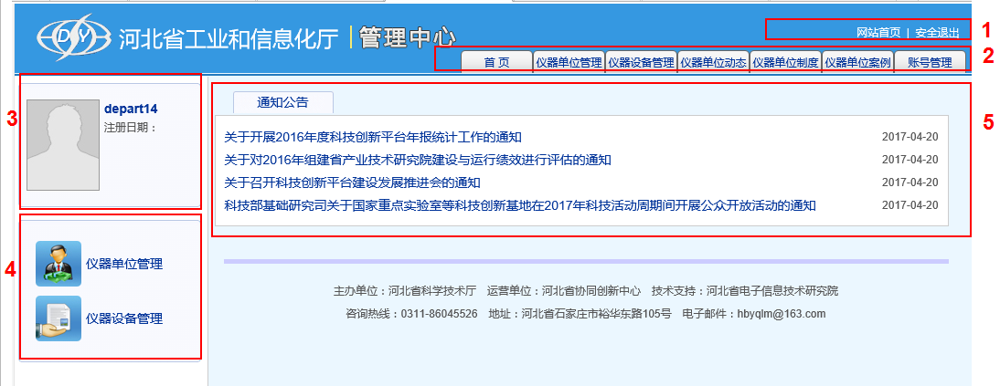 DSY 河北省工业和信息化厅 管理中心
网站首页 | 安全退出 1
首 页 仪器单位管理 仪器设备管理 仪器单位动态 仪器单位制度 仪器单位案例 账号管理 2
3
depart14
注册日期：
4
仪器单位管理
仪器设备管理
5
通知公告
关于开展2016年度科技创新平台年报统计工作的通知 2017-04-20
关于对2016年组建省产业技术研究院建设与运行绩效进行评估的通知 2017-04-20
关于召开科技创新平台建设发展推进会的通知 2017-04-20
科技部基础研究司关于国家重点实验室等科技创新基地在2017年科技活动周期间开展公众开放活动的通知 2017-04-20
主办单位：河北省科学技术厅 运营单位：河北省协同创新中心 技术支持：河北省电子信息技术研究院
咨询热线：0311-86045526 地址：河北省石家庄市裕华东路105号 电子邮件：hbyqlm@163.com